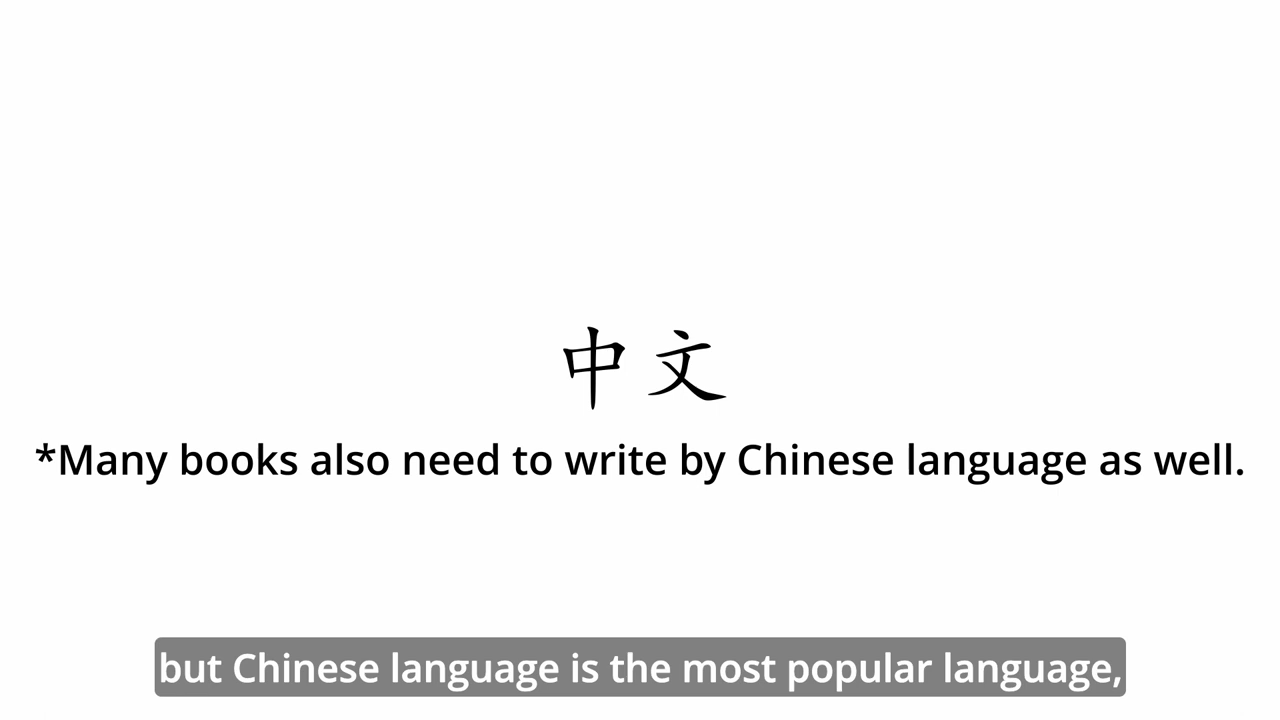 中文
*Many books also need to write by Chinese language as well.
but Chinese language is the most popular language,